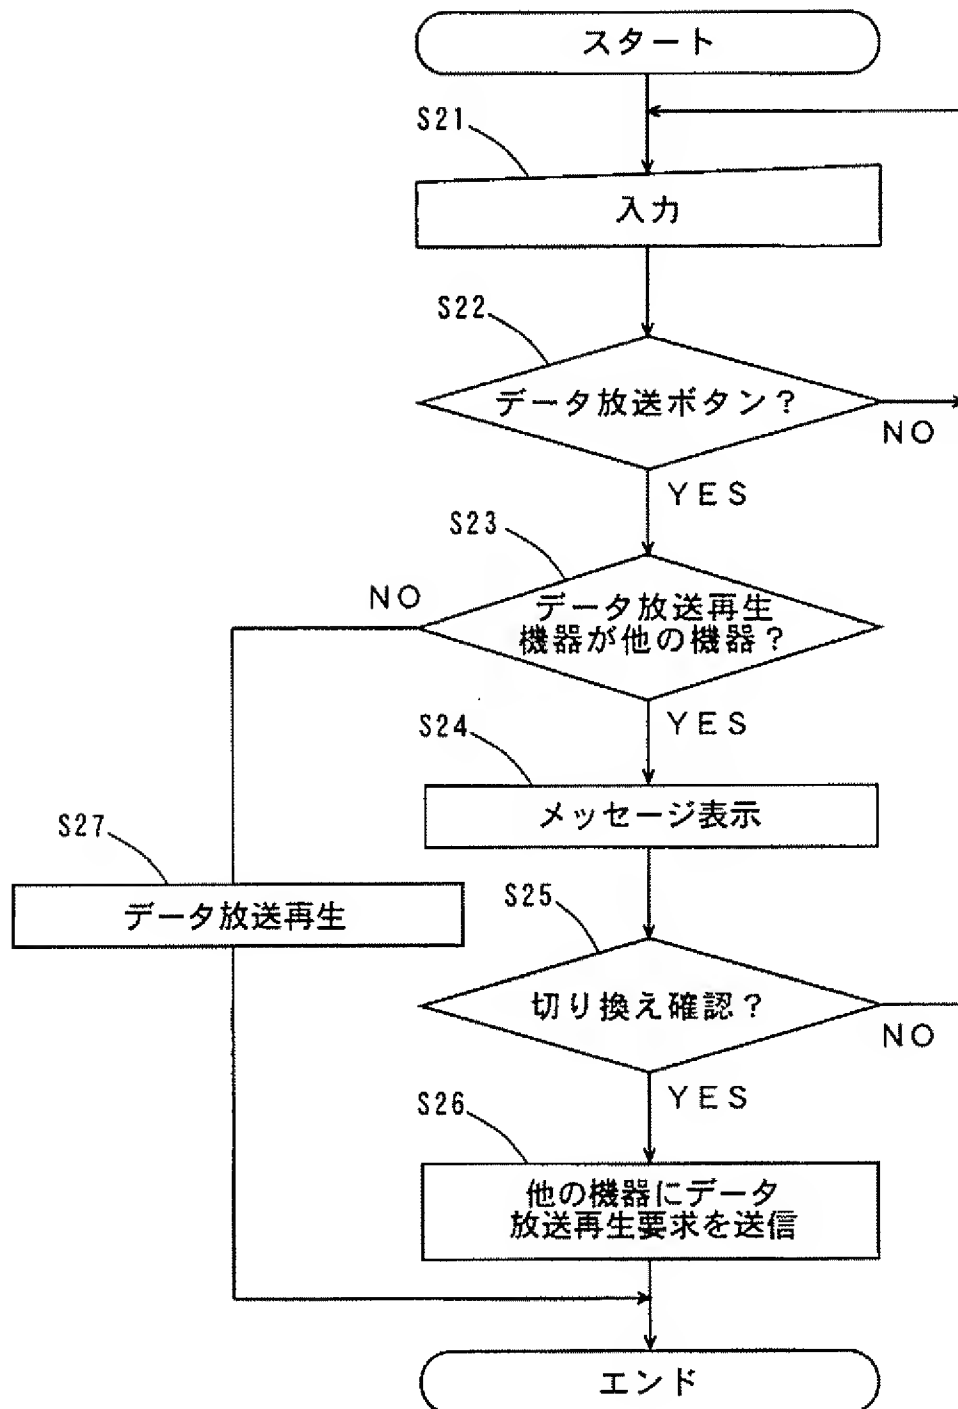 スタート
S21
入力
S22
データ放送ボタン?
NO
YES
S23
NO
データ放送再生
機器が他の機器?
YES
S24
メッセージ表示
S27
データ放送再生
S25
切り換え確認?
NO
YES
S26
他の機器にデータ
放送再生要求を送信
エンド